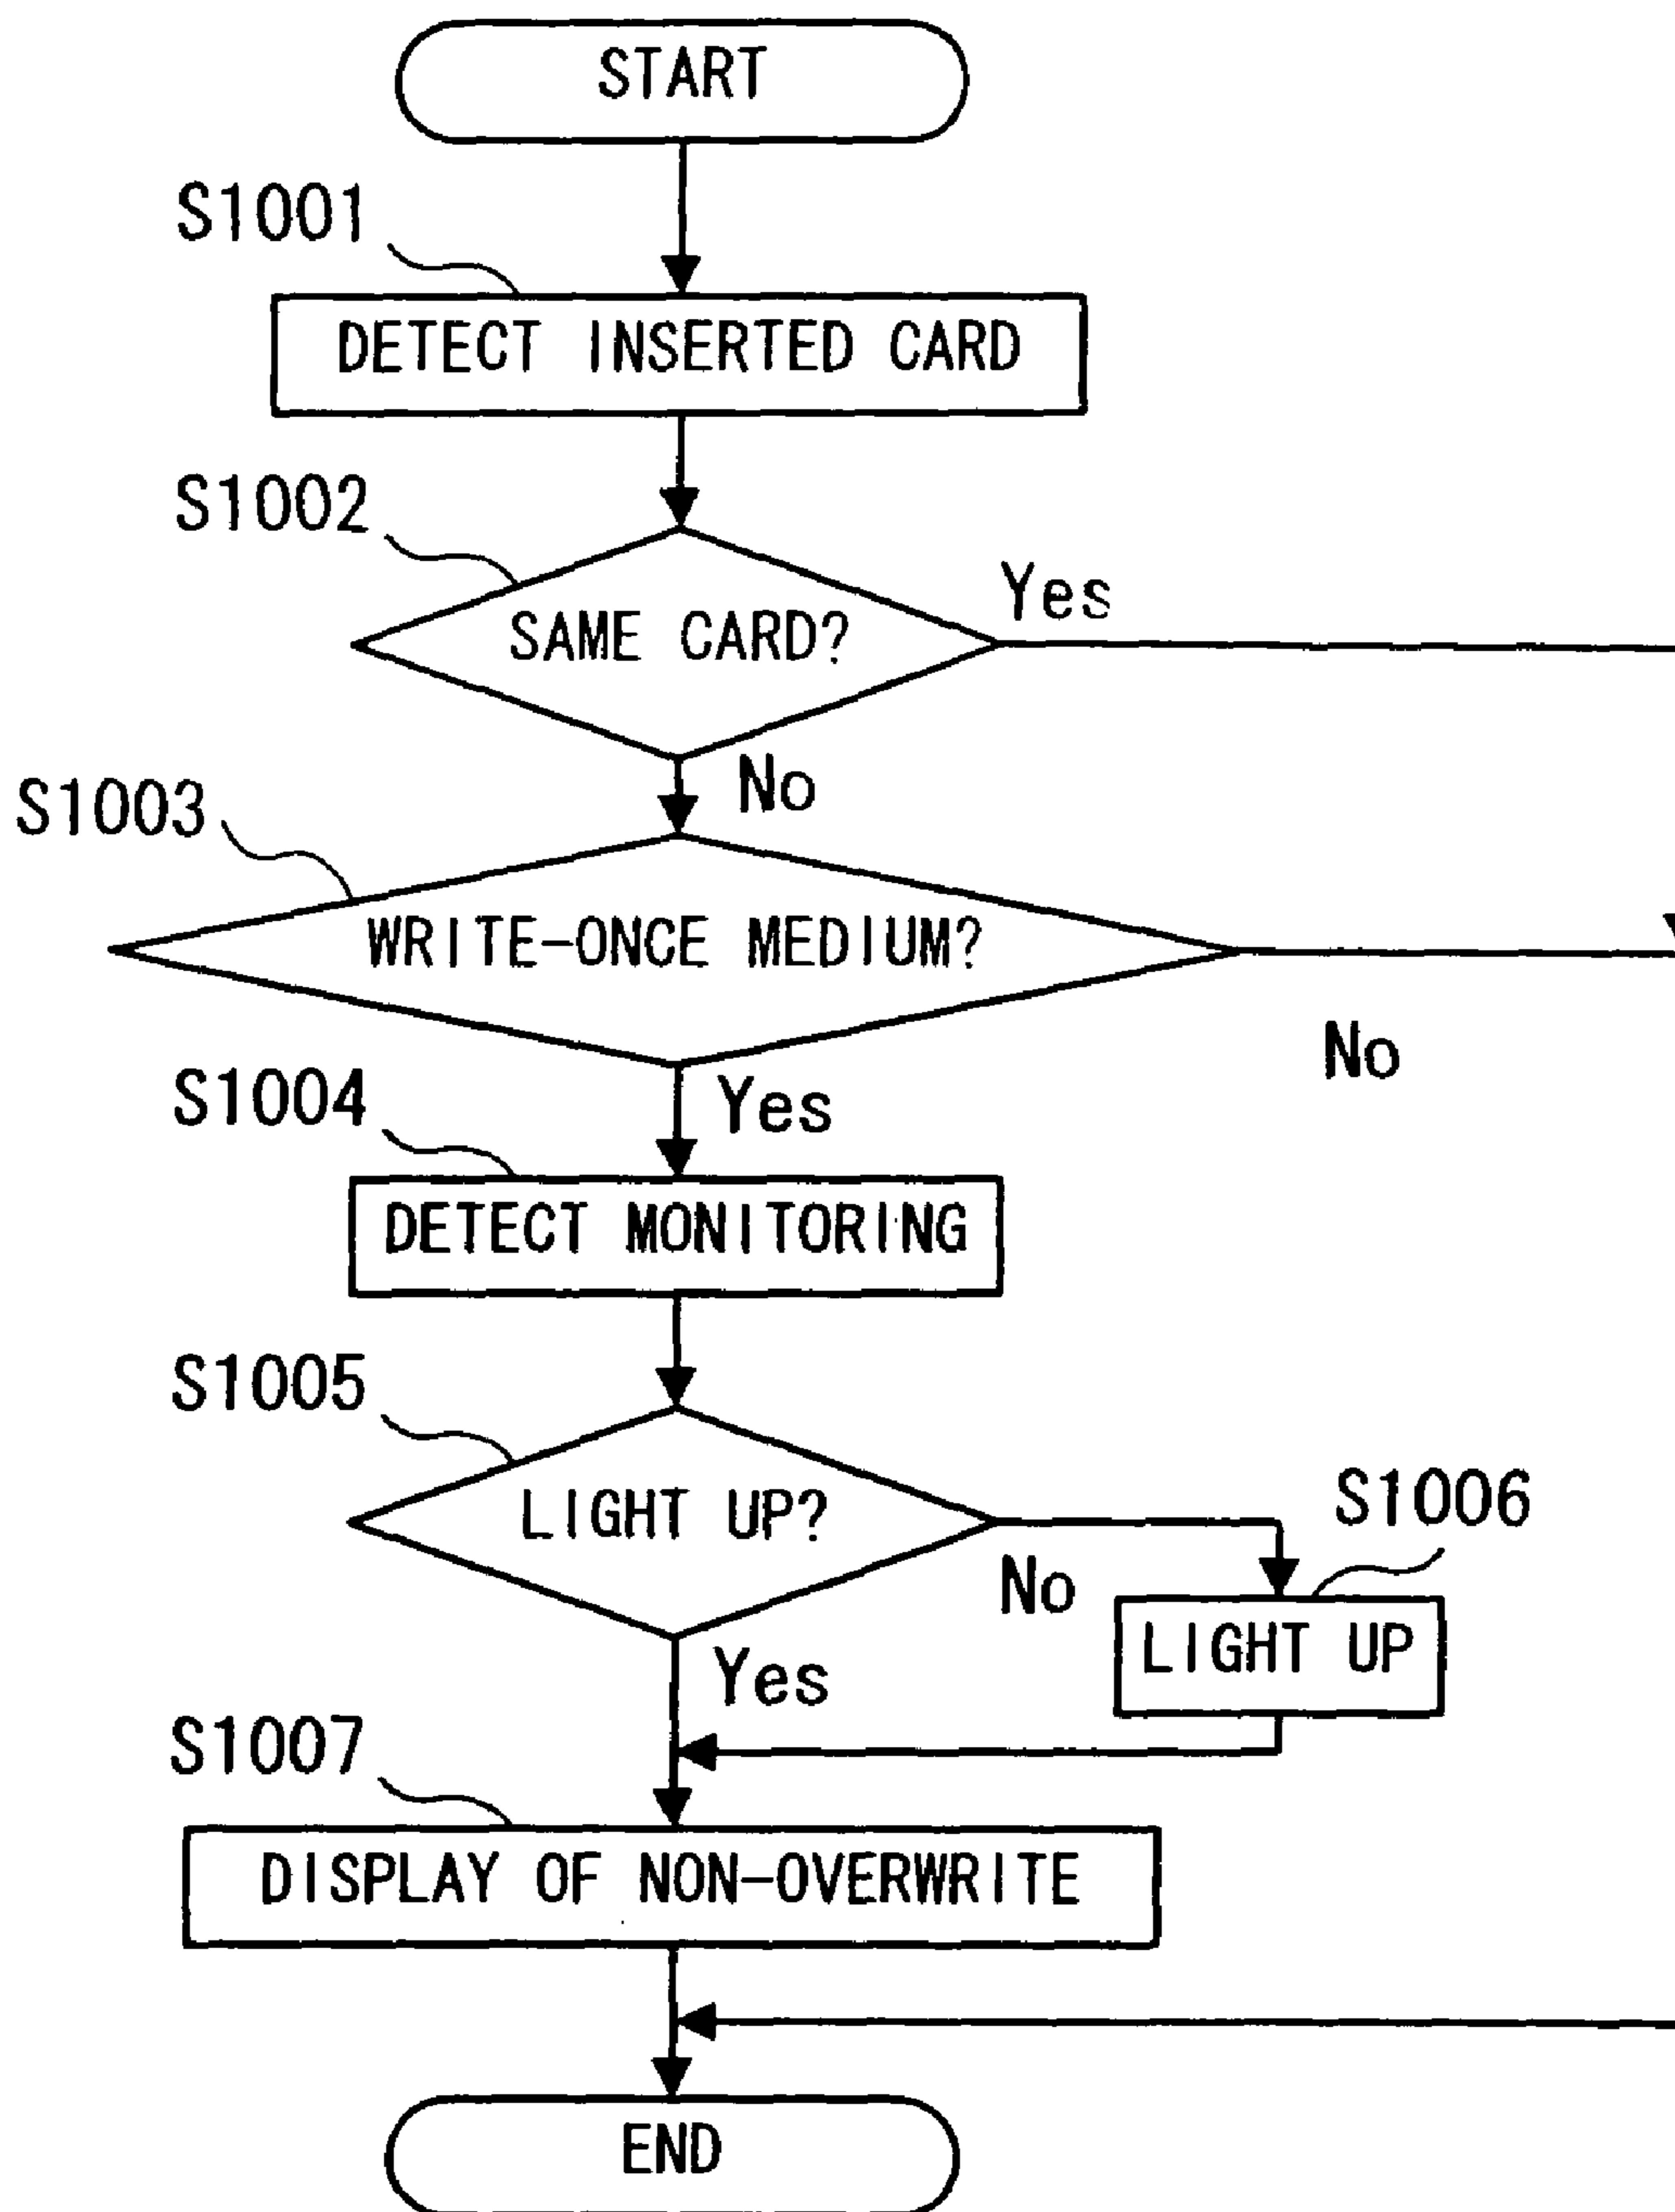 START
S1001
DETECT INSERTED CARD
S1002
SAME CARD?
Yes
No
S1003
WRITE-ONCE MEDIUM?
No
Yes
S1004
DETECT MONITORING
S1005
LIGHT UP?
No
S1006
LIGHT UP
Yes
S1007
DISPLAY OF NON-OVERWRITE
END